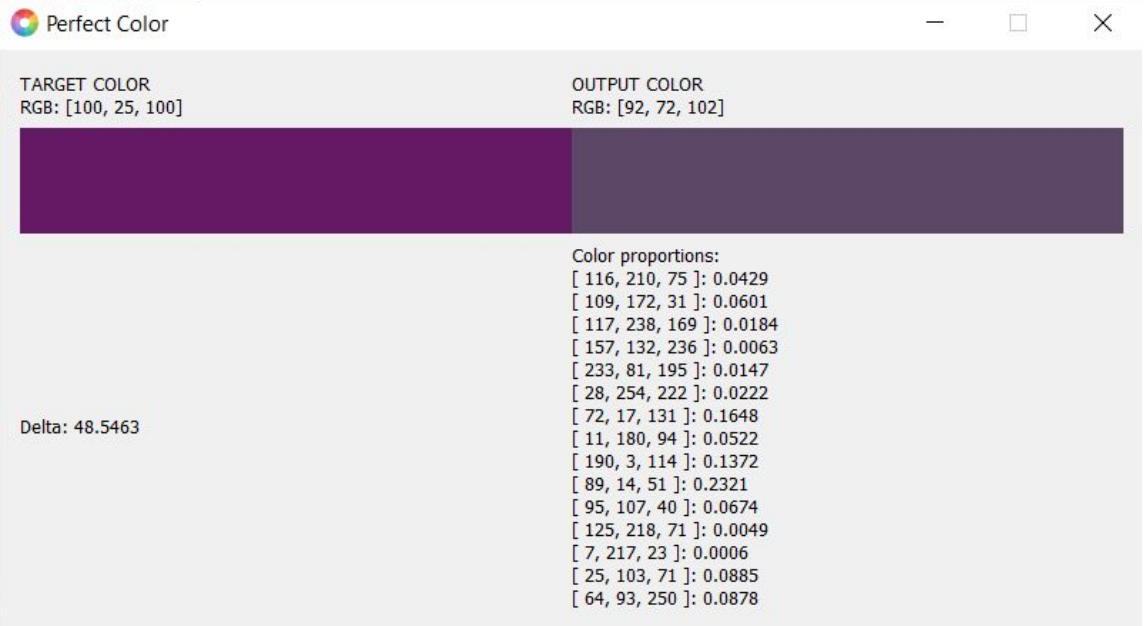 Perfect Color
TARGET COLOR
RGB: [100, 25, 100]
OUTPUT COLOR
RGB: [92, 72, 102]
Delta: 48.5463
Color proportions:
[ 116, 210, 75 ]: 0.0429
[ 109, 172, 31 ]: 0.0601
[ 117, 238, 169 ]: 0.0184
[ 157, 132, 236 ]: 0.0063
[ 233, 81, 195 ]: 0.0147
[ 28, 254, 222 ]: 0.0222
[ 72, 17, 131 ]: 0.1648
[ 11, 180, 94 ]: 0.0522
[ 190, 3, 114 ]: 0.1372
[ 89, 14, 51 ]: 0.2321
[ 95, 107, 40 ]: 0.0674
[ 125, 218, 71 ]: 0.0049
[ 7, 217, 23 ]: 0.0006
[ 25, 103, 71 ]: 0.0885
[ 64, 93, 250 ]: 0.0878